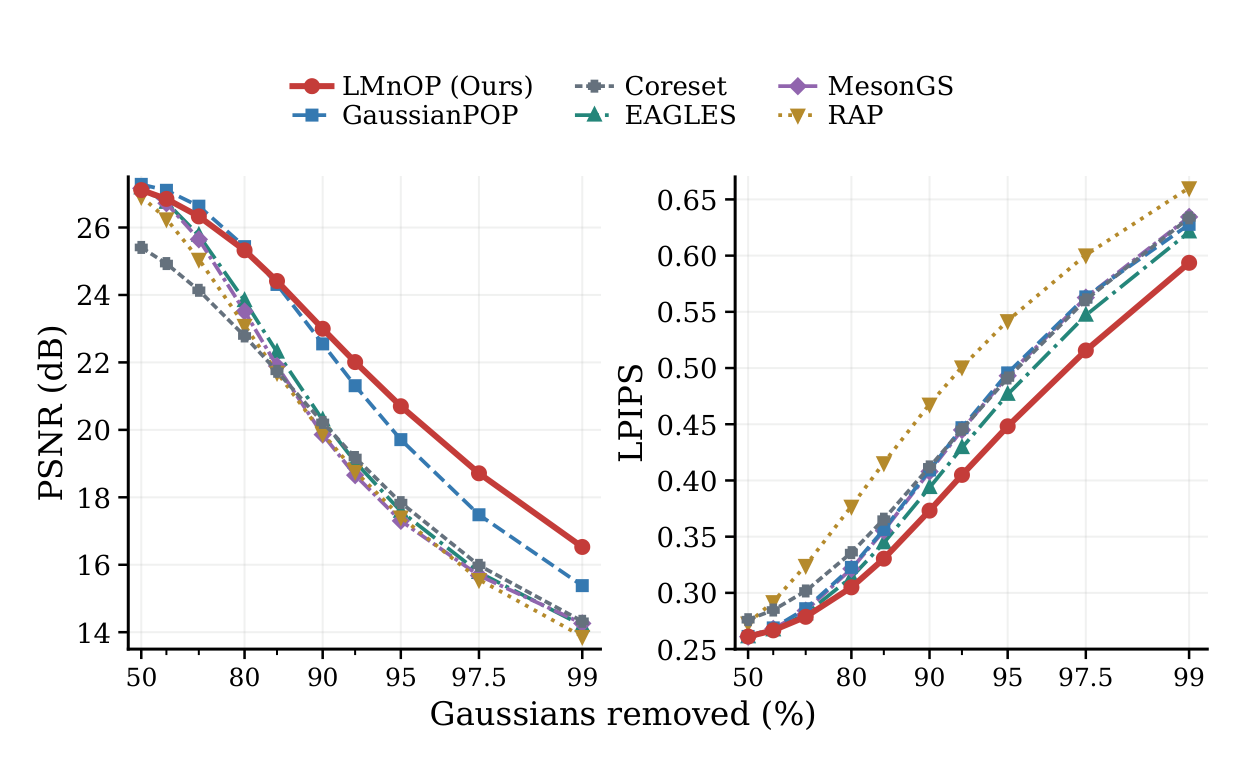 LMnOP (Ours) Coreset MesonGS
GaussianPOP EAGLES RAP
PSNR (dB)
26
24
22
20
18
16
14
50 80 90 95 97.5 99
LPIPS
0.65
0.60
0.55
0.50
0.45
0.40
0.35
0.30
0.25
50 80 90 95 97.5 99
Gaussians removed (%)